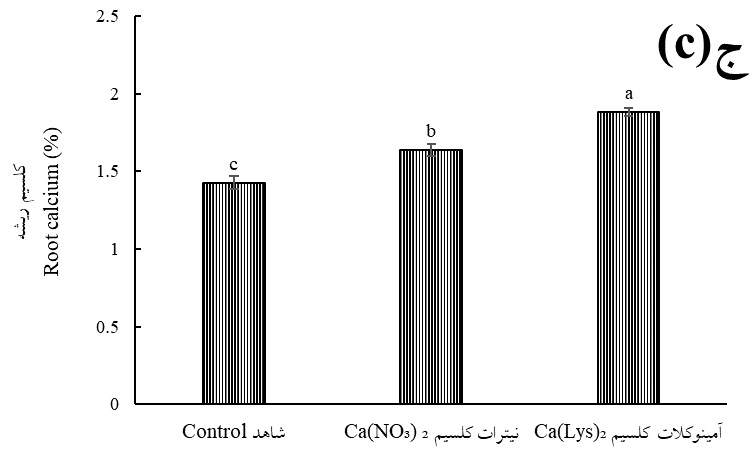 ج(c)
2.5
2
1.5
1
0.5
0
کلسیم ریشه
Root calcium (%)
c
b
a
شاهد Control
نیترات کلسیم Ca(NO₃) ₂
آمینوکلات کلسیم Ca(Lys)₂